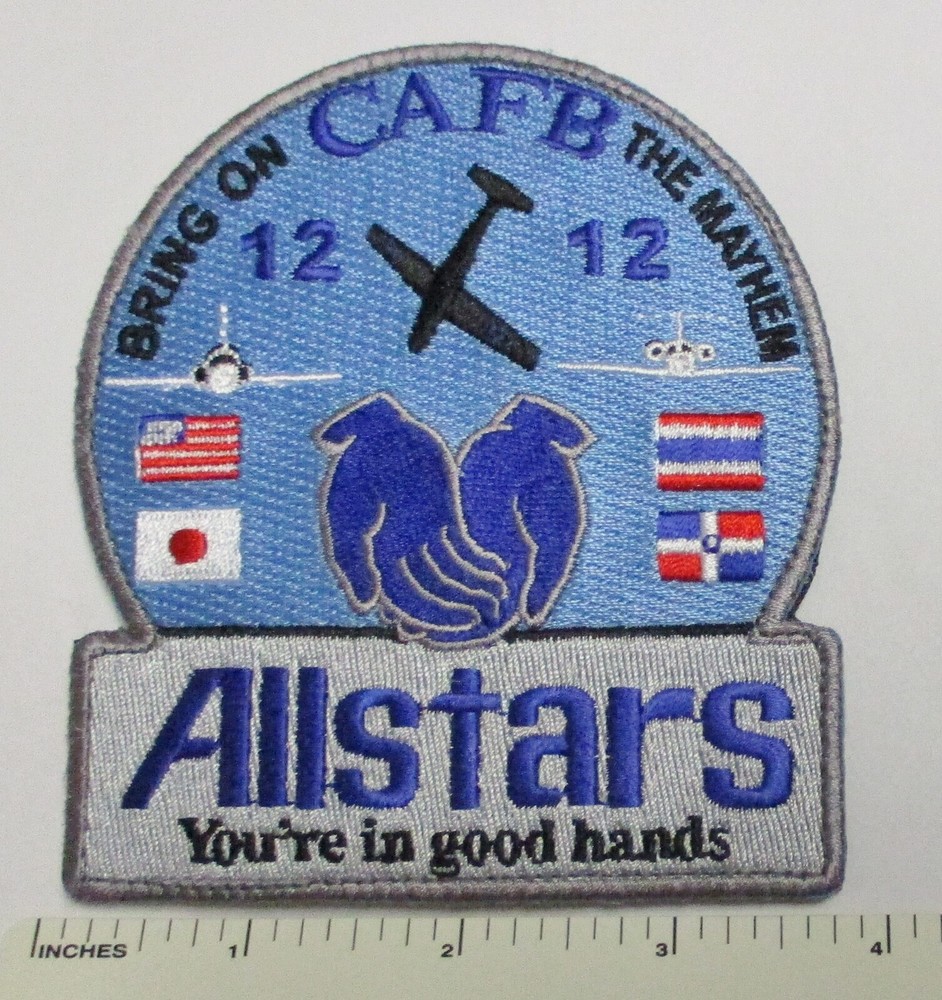 CAFB
BRING ON
THE MAYHEM
12 12
Allstars
You're in good hands
INCHES 1 2 3 4